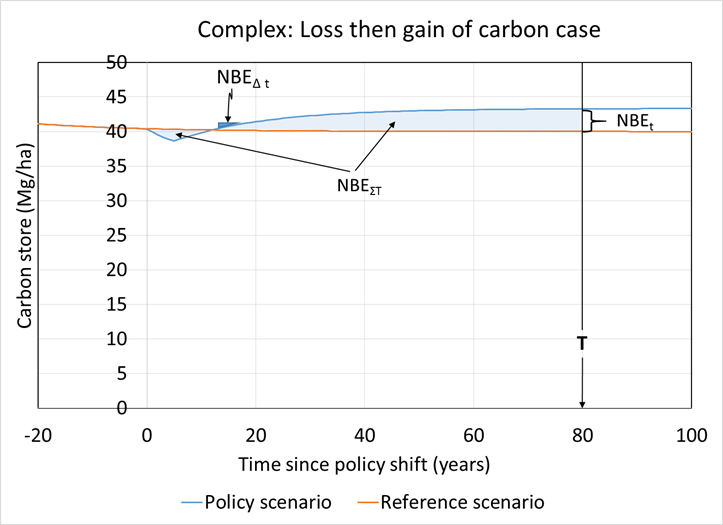 Complex: Loss then gain of carbon case
Carbon store (Mg/ha)
50
45
40
35
30
25
20
15
10
5
0
NBEΔ t
NBEt
NBEΣT
T
-20 0 20 40 60 80 100
Time since policy shift (years)
Policy scenario Reference scenario